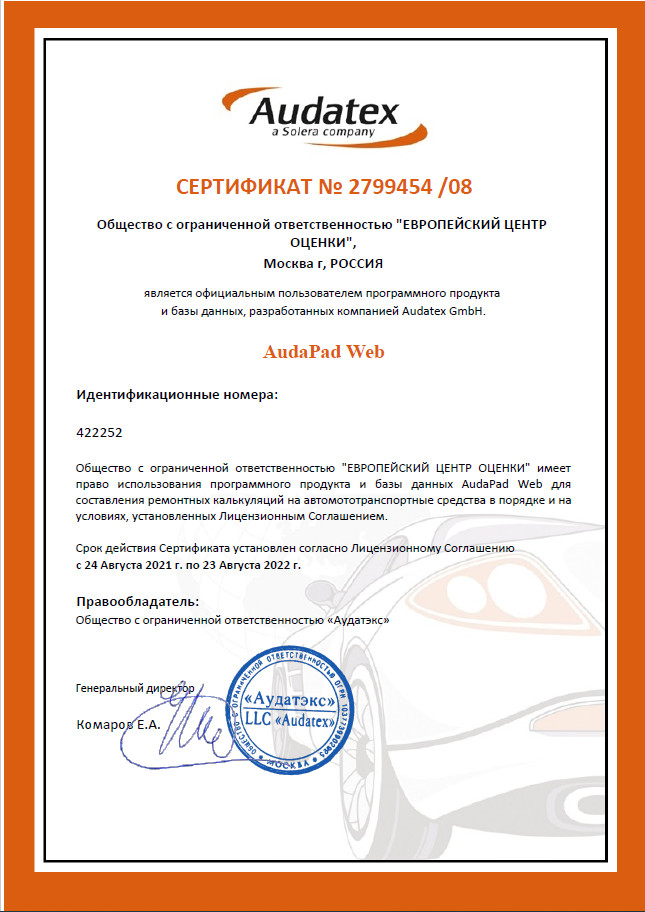 Audatex
a Solera company
СЕРТИФИКАТ № 2799454 /08
Общество с ограниченной ответственностью "ЕВРОПЕЙСКИЙ ЦЕНТР
ОЦЕНКИ",
Москва г, РОССИЯ
является официальным пользователем программного продукта
и базы данных, разработанных компанией Audatex GmbH.
AudaPad Web
Идентификационные номера:
422252
Общество с ограниченной ответственностью "ЕВРОПЕЙСКИЙ ЦЕНТР ОЦЕНКИ" имеет
право использования программного продукта и базы данных AudaPad Web для
составления ремонтных калькуляций на автомототранспортные средства в порядке и на
условиях, установленных Лицензионным Соглашением.
Срок действия Сертификата установлен согласно Лицензионному Соглашению
с 24 Августа 2021 г. по 23 Августа 2022 г.
Правообладатель:
Общество с ограниченной ответственностью «Аудатэкс»
Генеральный директор
Комаров Е.А.
ОБЩЕСТВО С ОГРАНИЧЕННОЙ ОТВЕТСТВЕННОСТЬЮ ОГРН
«Аудатэкс»
LLC «Audatex»
МОСКВА